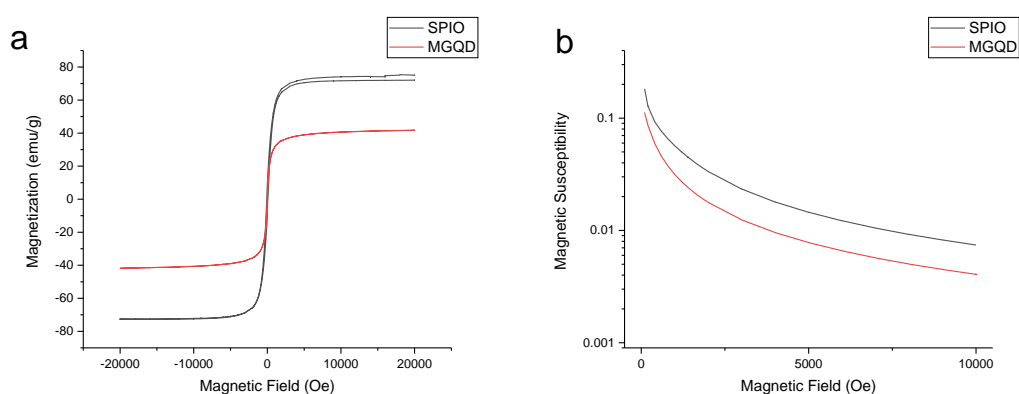 a
SPIO
MGQD
80
60
40
20
0
-20
-40
-60
-80
Magnetization (emu/g)
-20000 -10000 0 10000 20000
Magnetic Field (Oe)
b
SPIO
MGQD
0.1
0.01
0.001
Magnetic Susceptibility
0 5000 10000
Magnetic Field (Oe)